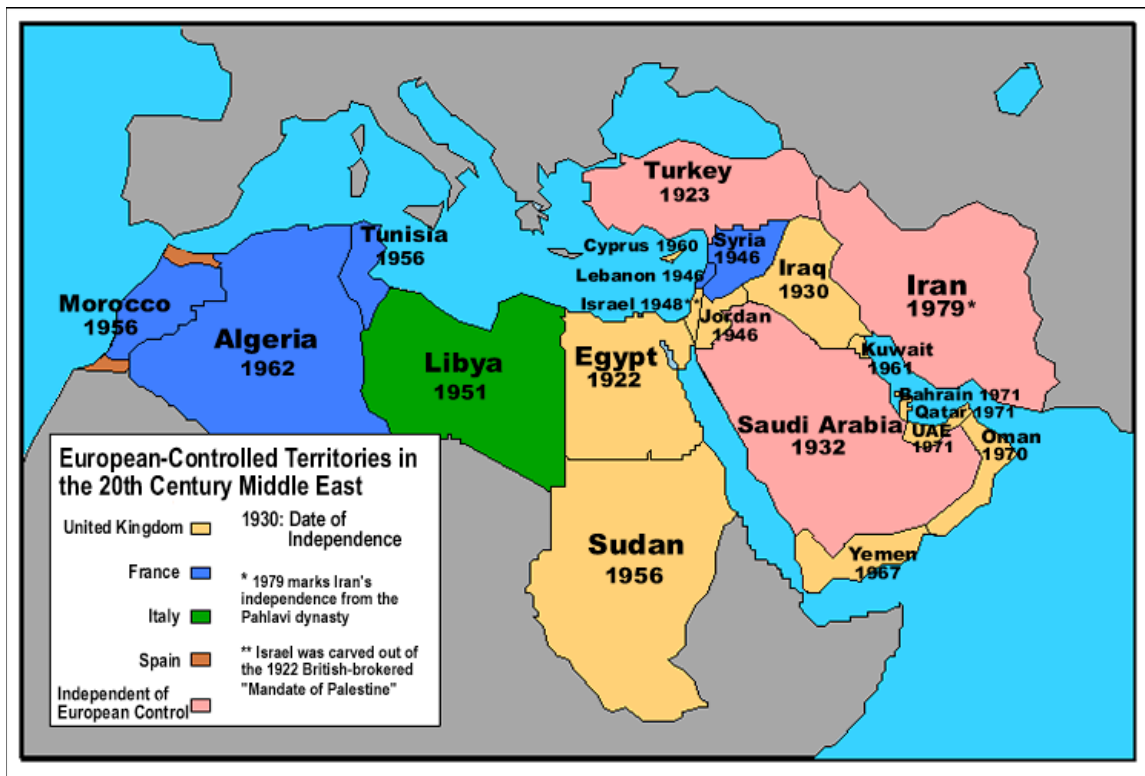 Turkey
1923
Tunisia
1956
Cyprus 1960
Syria
1946
Lebanon 1946
Iraq
1930
Iran
1979*
Israel 1948**
Jordan
1946
Morocco
1956
Algeria
1962
Libya
1951
Egypt
1922
Kuwait
1961
Bahrain 1971
Qatar 1971
UAE
1971
Oman
1970
Saudi Arabia
1932
Sudan
1956
Yemen
1967
European-Controlled Territories in
the 20th Century Middle East
United Kingdom
France
Italy
Spain
Independent of
European Control
1930: Date of
Independence
* 1979 marks Iran's
independence from the
Pahlavi dynasty
** Israel was carved out of
the 1922 British-brokered
"Mandate of Palestine"